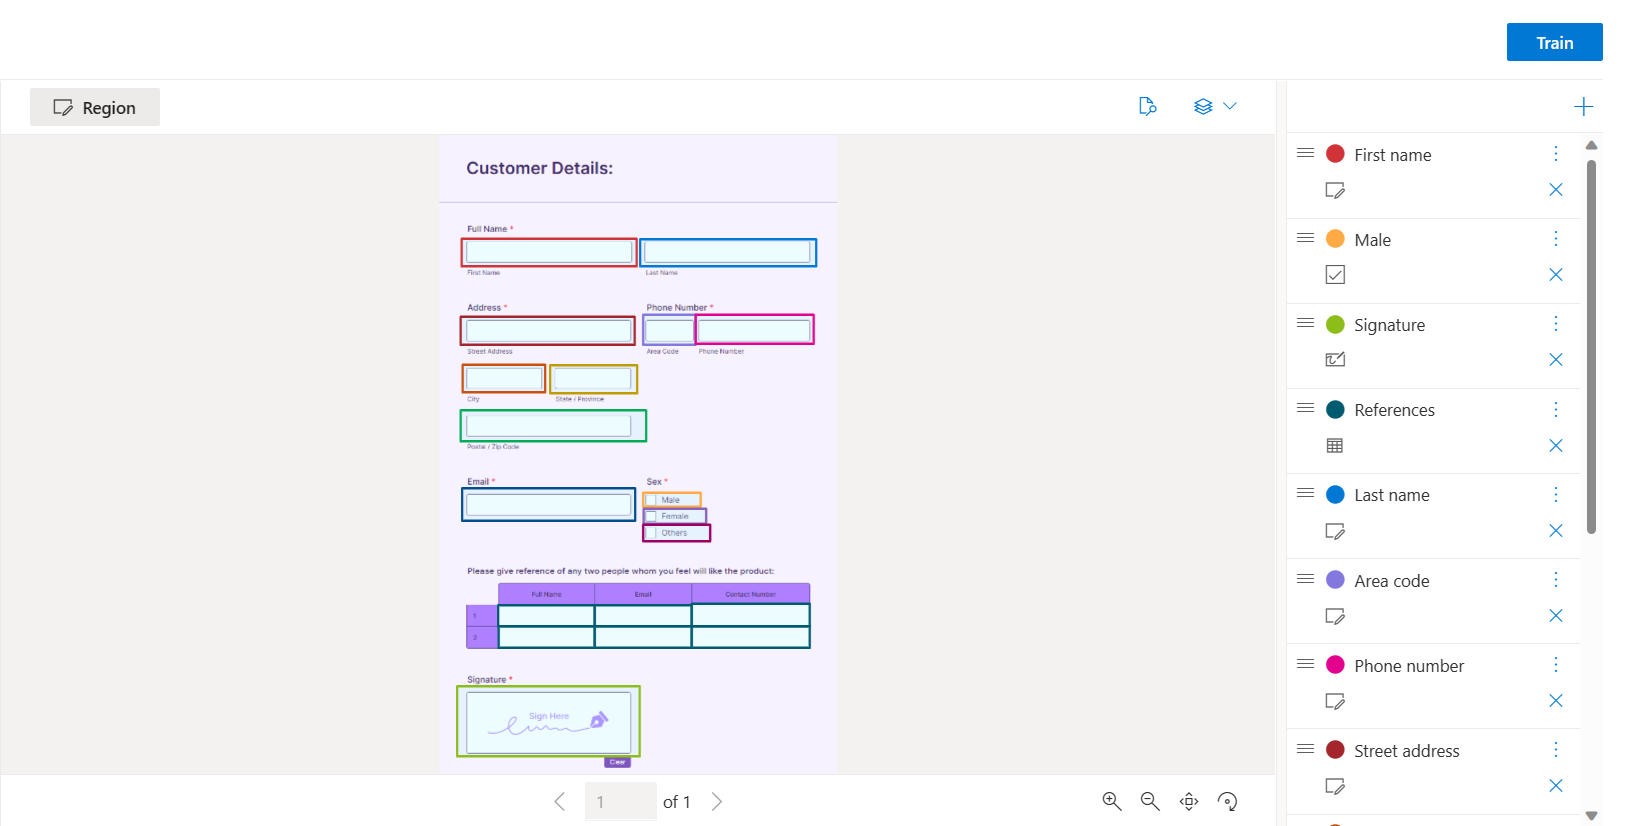 Train
Region
First name
Male
Signature
References
Last name
Area code
Phone number
Street address
Customer Details:
Full Name *
First Name Last Name
Address * Phone Number *
Street Address Area Code Phone Number
City State / Province
Postal / Zip Code
Email * Sex *
Male
Female
Others
Please give reference of any two people whom you feel will like the product:
Full Name Email Contact Number
1
2
Signature *
Sign Here
Clear
1 of 1